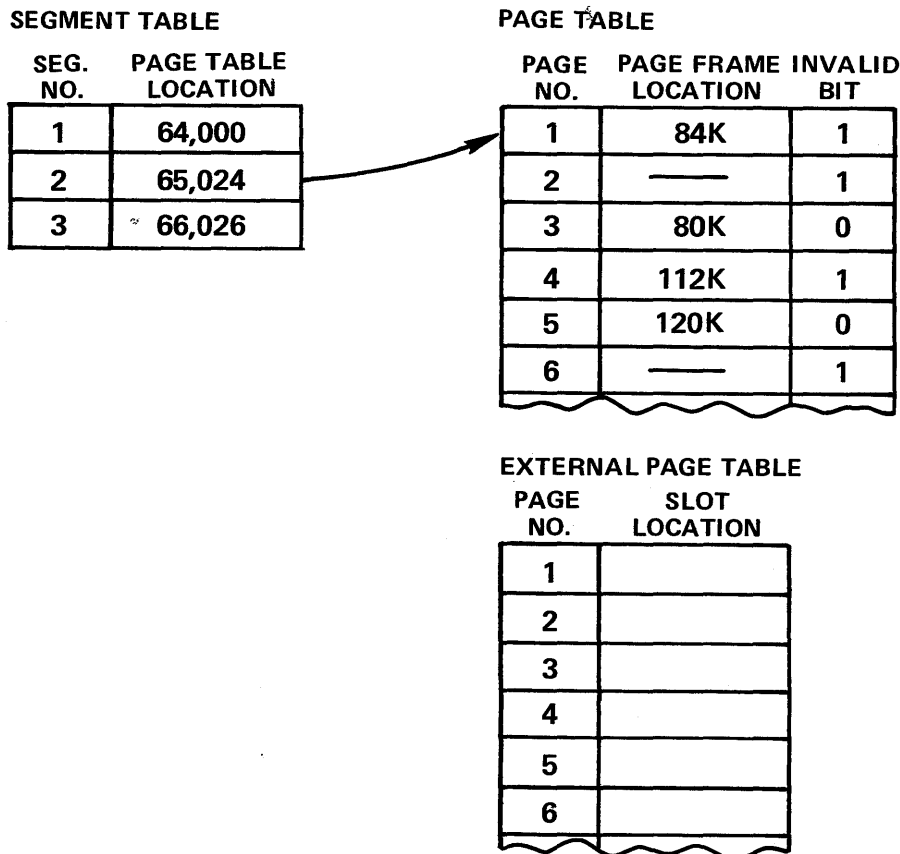 SEGMENT TABLE
SEG. NO. PAGE TABLE LOCATION
1 64,000
2 65,024
3 66,026
PAGE TABLE
PAGE NO. PAGE FRAME LOCATION INVALID BIT
1 84K 1
2 —— 1
3 80K 0
4 112K 1
5 120K 0
6 —— 1
EXTERNAL PAGE TABLE
PAGE NO. SLOT LOCATION
1
2
3
4
5
6